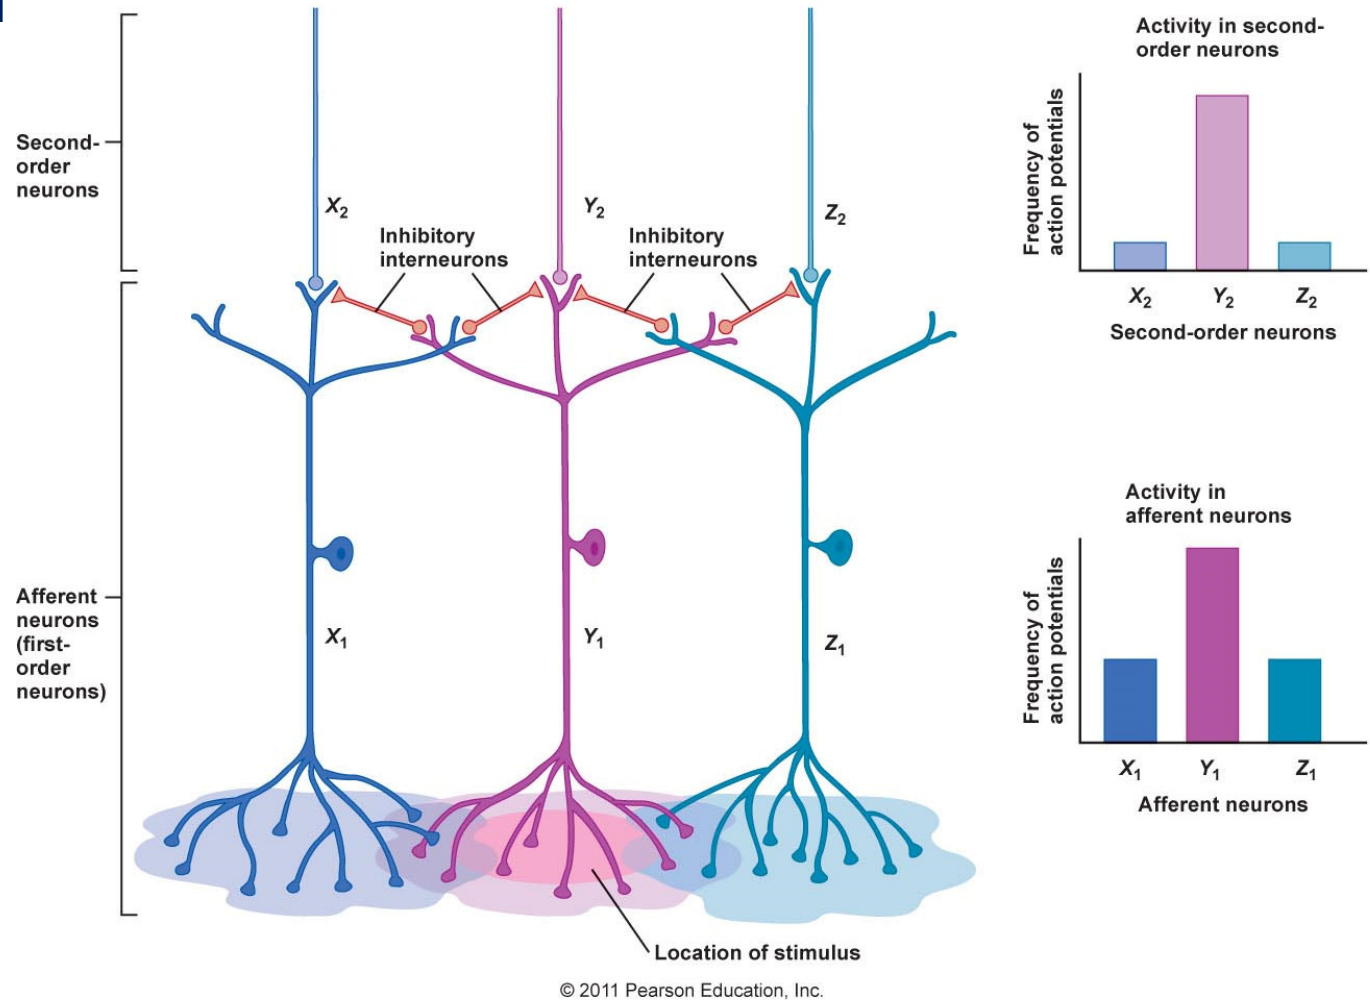 Second-
order
neurons
X2
Inhibitory
interneurons
Y2
Inhibitory
interneurons
Z2
Afferent
neurons
(first-
order
neurons)
X1
Y1
Z1
Location of stimulus
Activity in second-
order neurons
Frequency of
action potentials
X2 Y2 Z2
Second-order neurons
Activity in
afferent neurons
Frequency of
action potentials
X1 Y1 Z1
Afferent neurons
© 2011 Pearson Education, Inc.